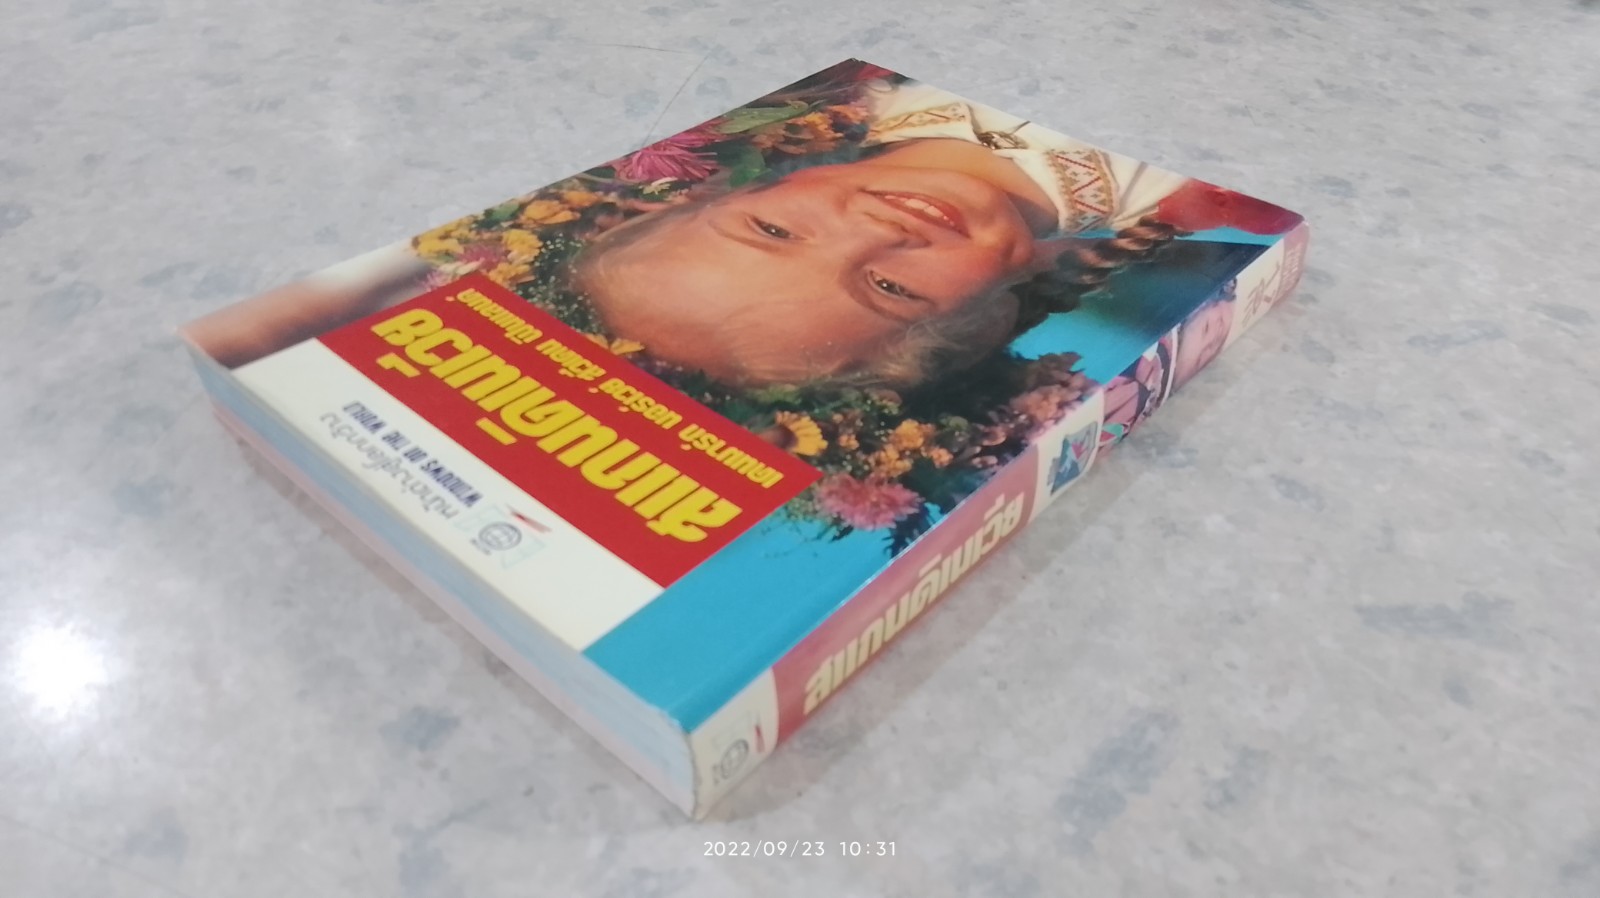 หน้าต่างสู่โลกกว้าง
WINDOWS ON THE WORLD
สแกนดิเนเวีย
เดนมาร์ก นอร์เวย์ สวีเดน ฟินแลนด์
สแกนดิเนเวีย
2022/09/23 10:31